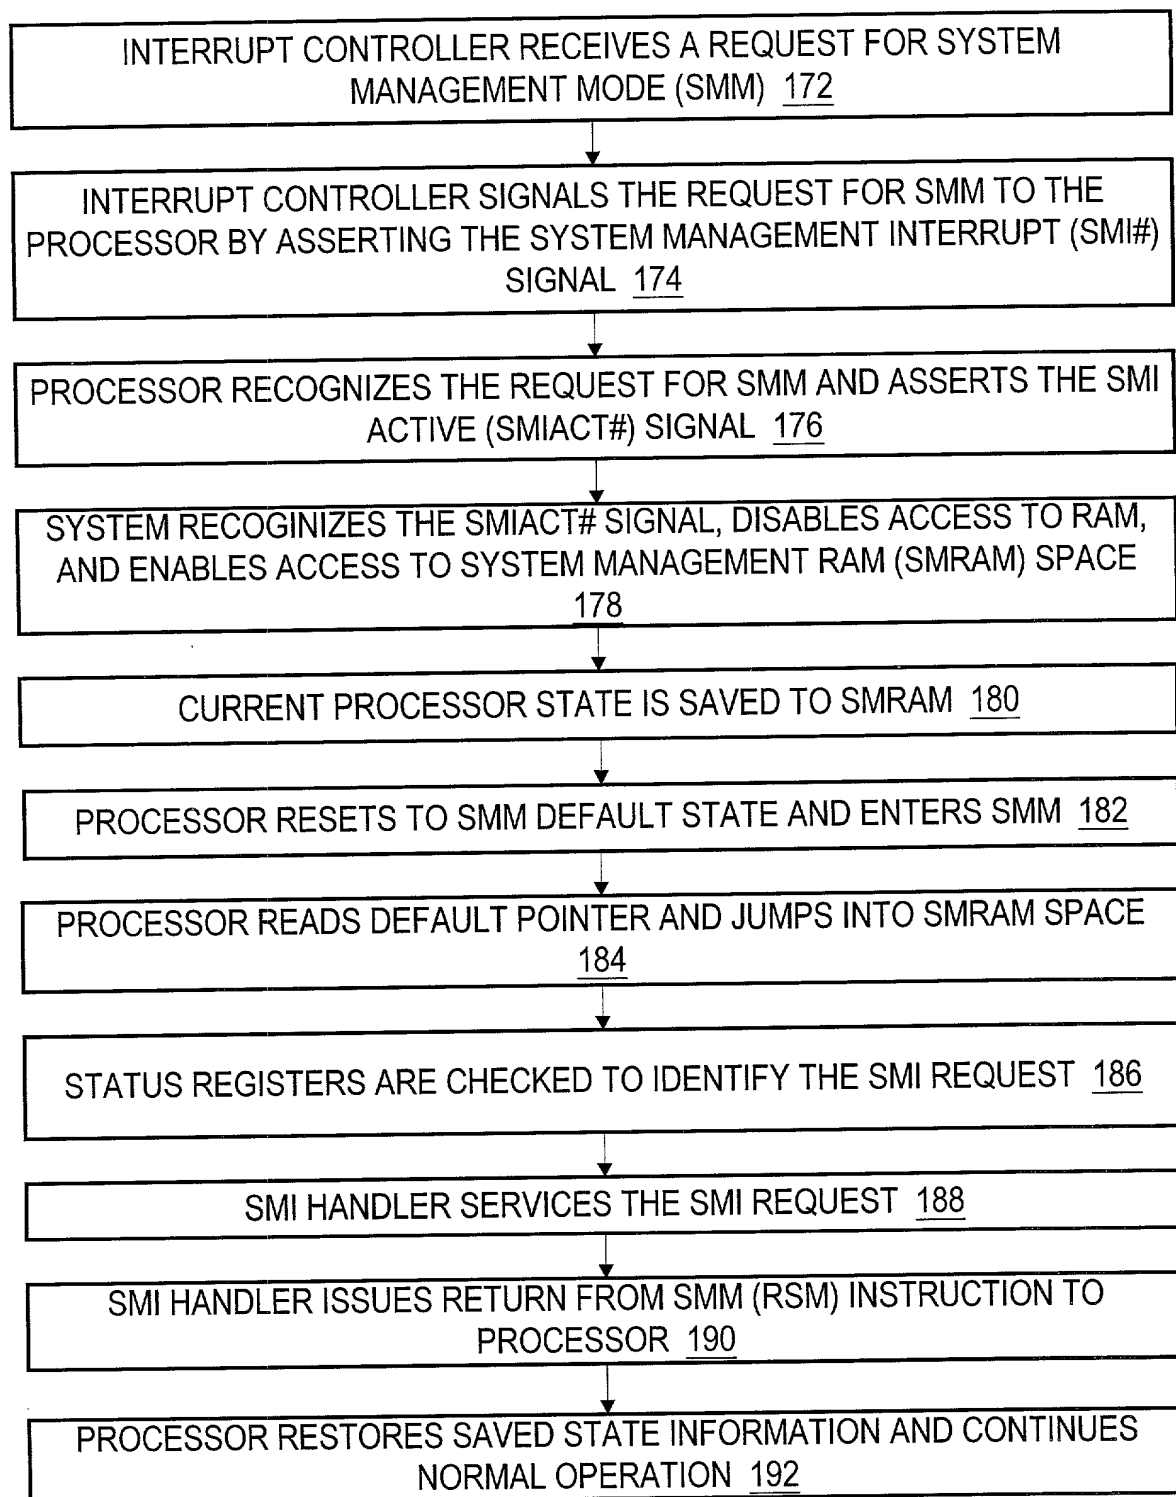 INTERRUPT CONTROLLER RECEIVES A REQUEST FOR SYSTEM
MANAGEMENT MODE (SMM) 172
INTERRUPT CONTROLLER SIGNALS THE REQUEST FOR SMM TO THE
PROCESSOR BY ASSERTING THE SYSTEM MANAGEMENT INTERRUPT (SMI#)
SIGNAL 174
PROCESSOR RECOGNIZES THE REQUEST FOR SMM AND ASSERTS THE SMI
ACTIVE (SMIACT#) SIGNAL 176
SYSTEM RECOGINIZES THE SMIACT# SIGNAL, DISABLES ACCESS TO RAM,
AND ENABLES ACCESS TO SYSTEM MANAGEMENT RAM (SMRAM) SPACE
178
CURRENT PROCESSOR STATE IS SAVED TO SMRAM 180
PROCESSOR RESETS TO SMM DEFAULT STATE AND ENTERS SMM 182
PROCESSOR READS DEFAULT POINTER AND JUMPS INTO SMRAM SPACE
184
STATUS REGISTERS ARE CHECKED TO IDENTIFY THE SMI REQUEST 186
SMI HANDLER SERVICES THE SMI REQUEST 188
SMI HANDLER ISSUES RETURN FROM SMM (RSM) INSTRUCTION TO
PROCESSOR 190
PROCESSOR RESTORES SAVED STATE INFORMATION AND CONTINUES
NORMAL OPERATION 192